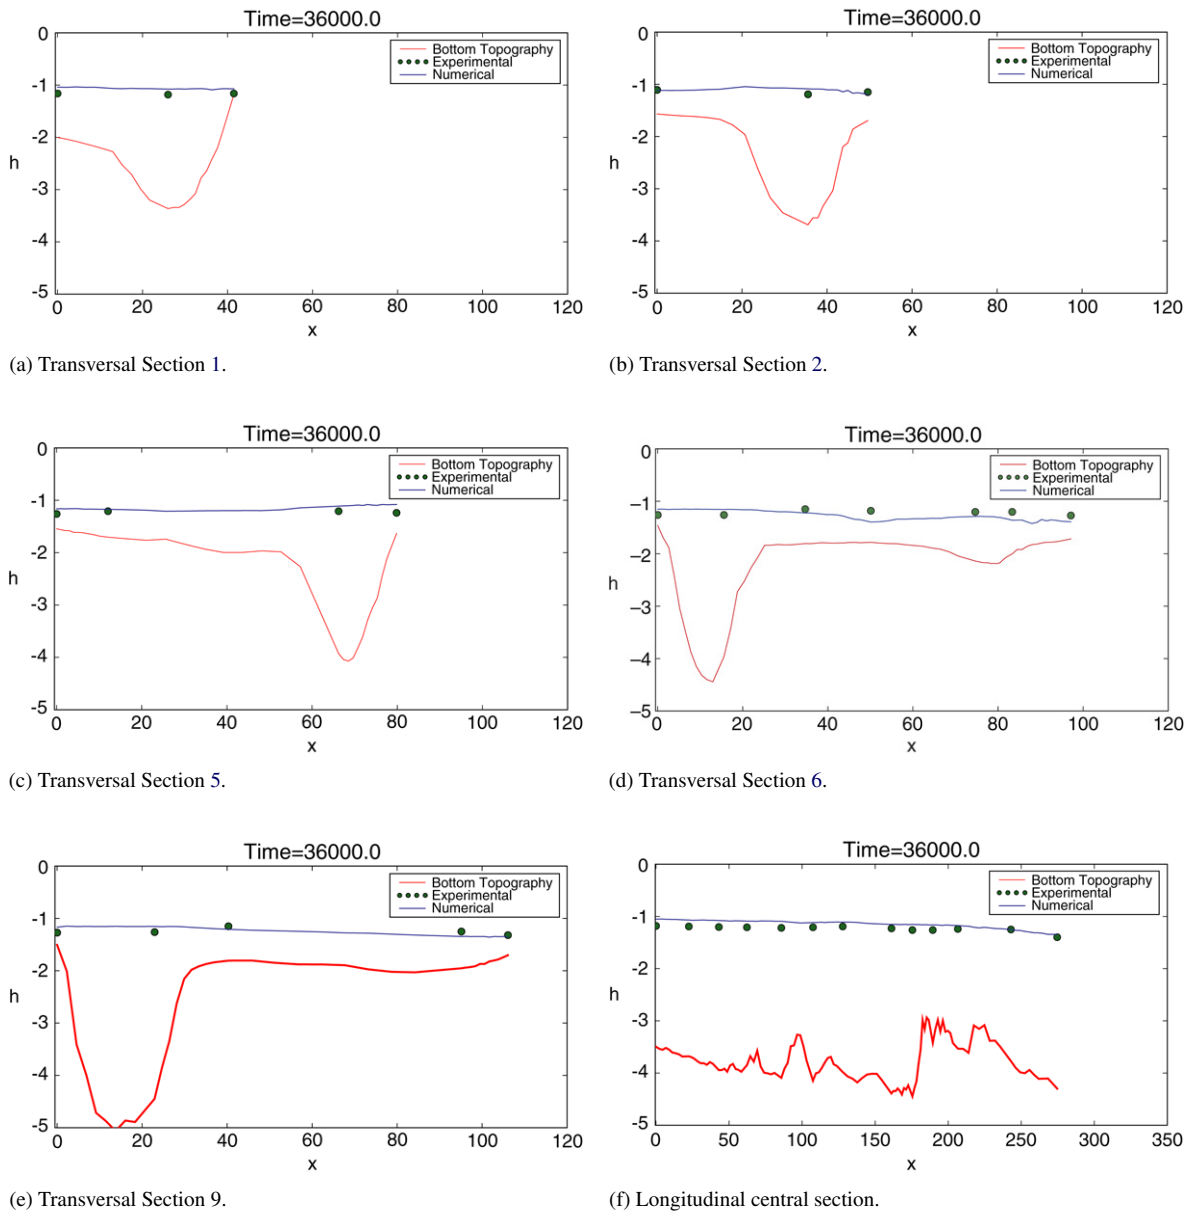 Time=36000.0
0
-1
-2
h
-3
-4
-5
0 20 40 60 80 100 120
x
Bottom Topography
Experimental
Numerical
(a) Transversal Section 1.
Time=36000.0
0
-1
-2
h
-3
-4
-5
0 20 40 60 80 100 120
x
Bottom Topography
Experimental
Numerical
(b) Transversal Section 2.
Time=36000.0
0
-1
-2
h
-3
-4
-5
0 20 40 60 80 100 120
x
Bottom Topography
Experimental
Numerical
(c) Transversal Section 5.
Time=36000.0
0
−1
−2
h
−3
−4
−5
0 20 40 60 80 100 120
x
Bottom Topography
Experimental
Numerical
(d) Transversal Section 6.
Time=36000.0
0
-1
-2
h
-3
-4
-5
0 20 40 60 80 100 120
x
Bottom Topography
Experimental
Numerical
(e) Transversal Section 9.
Time=36000.0
0
-1
-2
h
-3
-4
-5
0 50 100 150 200 250 300 350
x
Bottom Topography
Experimental
Numerical
(f) Longitudinal central section.